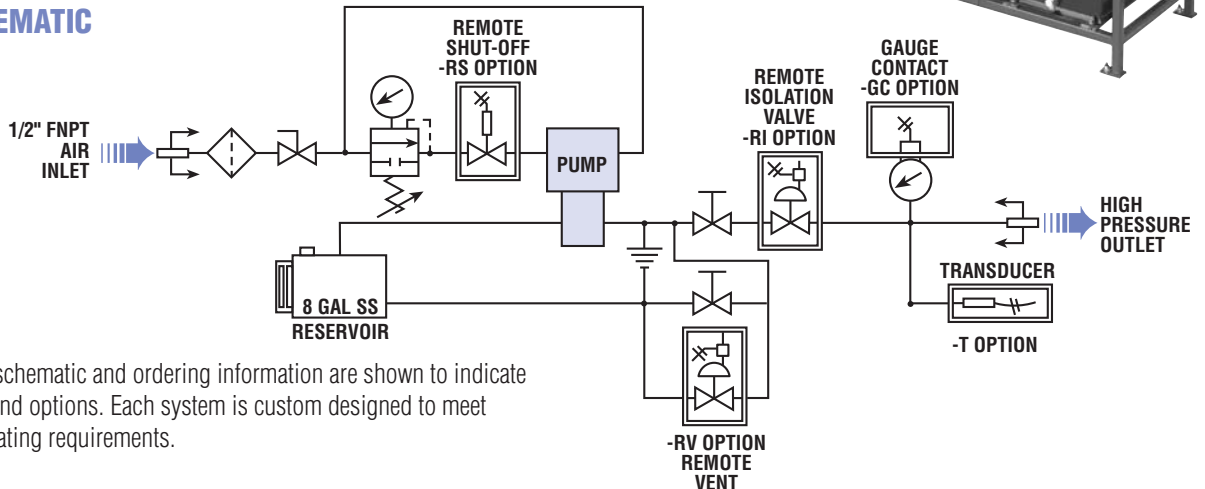 EMATIC
REMOTE
SHUT-OFF
-RS OPTION
1/2" FNPT
AIR
INLET
PUMP
REMOTE
ISOLATION
VALVE
-RI OPTION
GAUGE
CONTACT
-GC OPTION
HIGH
PRESSURE
OUTLET
TRANSDUCER
-T OPTION
8 GAL SS
RESERVOIR
-RV OPTION
REMOTE
VENT
schematic and ordering information are shown to indicate
nd options. Each system is custom designed to meet
ating requirements.